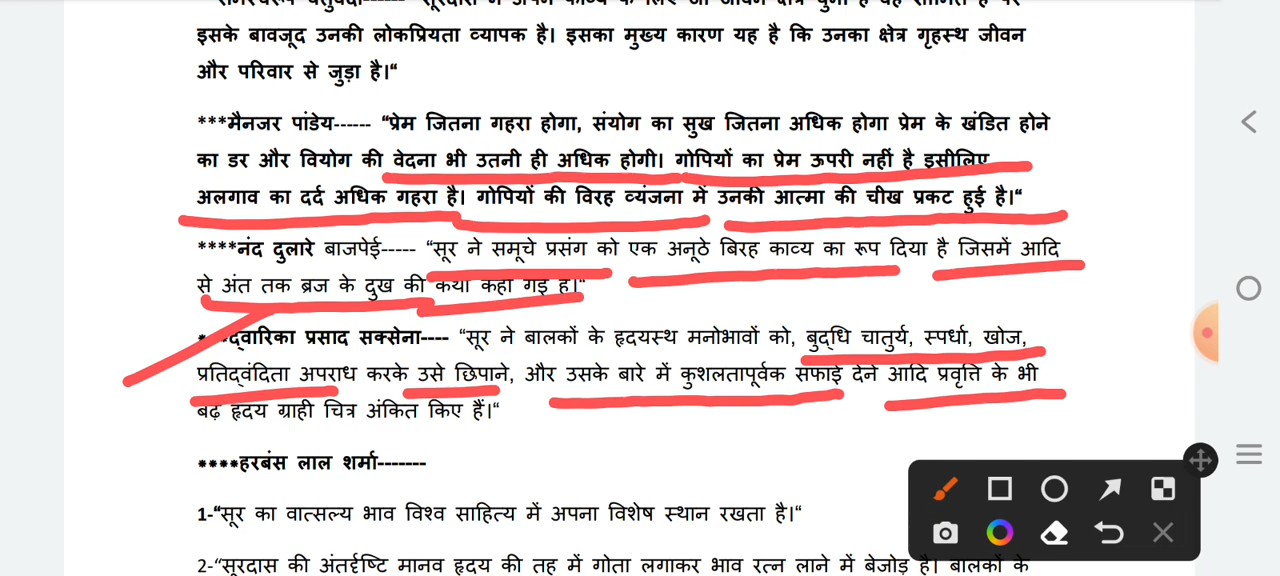 इसके बावजूद उनकी लोकप्रियता व्यापक है। इसका मुख्य कारण यह है कि उनका क्षेत्र गृहस्थ जीवन
और परिवार से जुड़ा है।“
***मैनजर पांडेय------ “प्रेम जितना गहरा होगा, संयोग का सुख जितना अधिक होगा प्रेम के खंडित होने
का डर और वियोग की वेदना भी उतनी ही अधिक होगी। गोपियों का प्रेम ऊपरी नहीं है इसीलिए
अलगाव का दर्द अधिक गहरा है। गोपियों की विरह व्यंजना में उनकी आत्मा की चीख प्रकट हुई है।“
****नंद दुलारे बाजपेई----- “सूर ने समूचे प्रसंग को एक अनूठे बिरह काव्य का रूप दिया है जिसमें आदि
से अंत तक ब्रज के दुख की कथा कही गई है।“
द्वारिका प्रसाद सक्सेना---- “सूर ने बालकों के हृदयस्थ मनोभावों को, बुद्धि चातुर्य, स्पर्धा, खोज,
प्रतिद्वंदिता अपराध करके उसे छिपाने, और उसके बारे में कुशलतापूर्वक सफाई देने आदि प्रवृत्ति के भी
बढ़ हृदय ग्राही चित्र अंकित किए हैं।“
****हरबंस लाल शर्मा-------
1-“सूर का वात्सल्य भाव विश्व साहित्य में अपना विशेष स्थान रखता है।“
2-“सूरदास की अंतर्दृष्टि मानव हृदय की तह में गोता लगाकर भाव रत्न लाने में बेजोड़ है। बालकों के